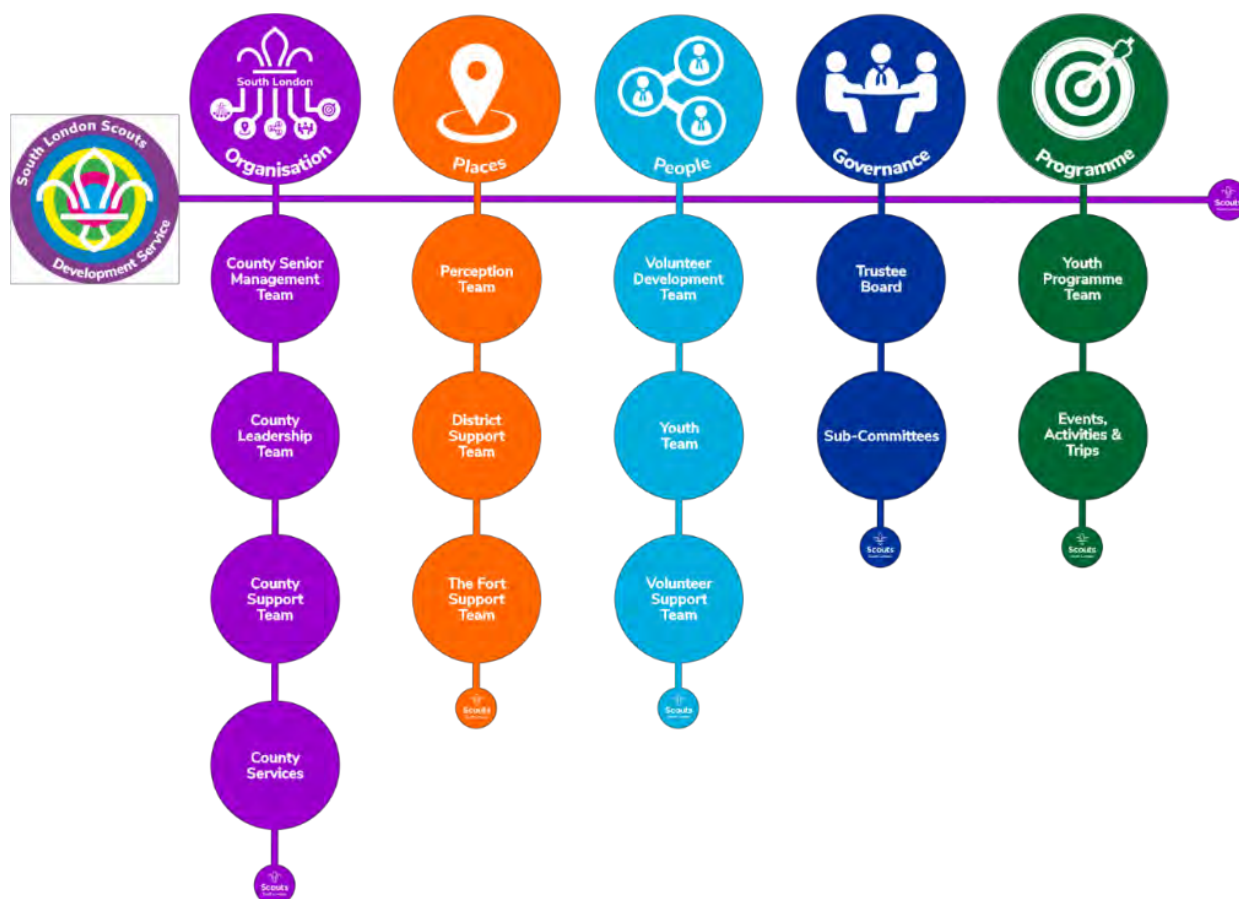 South London Scouts
Development Service
South London
Organisation
County Senior
Management
Team
County
Leadership
Team
County
Support
Team
County
Services
Scouts
Places
Perception
Team
District
Support
Team
The Fort
Support
Team
Scouts
People
Volunteer
Development
Team
Youth
Team
Volunteer
Support
Team
Scouts
Governance
Trustee
Board
Sub-Committees
Scouts
Programme
Youth
Programme
Team
Events,
Activities &
Trips
Scouts
Scouts